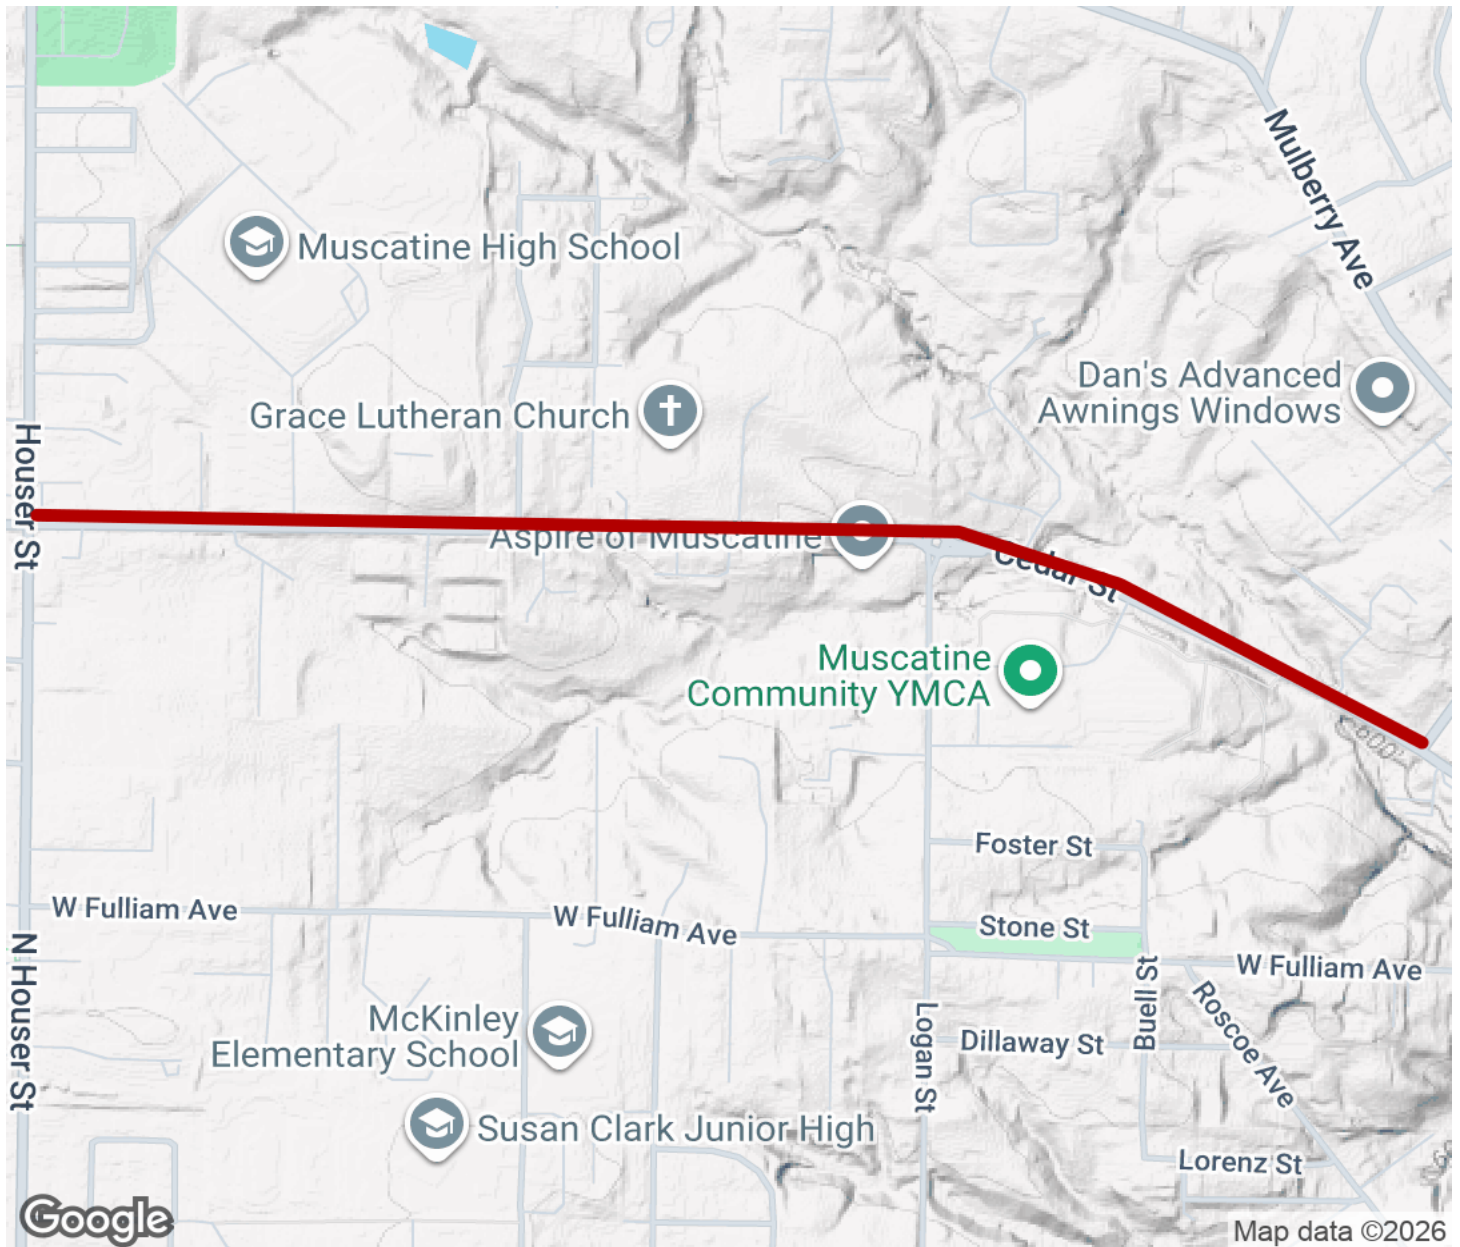 Mulberry Ave
Muscatine High School
Dan's Advanced
Awnings Windows
Grace Lutheran Church
Houser St
Aspire of Muscatine
Cedar St
Muscatine
Community YMCA
600'
Foster St
W Fulliam Ave
W Fulliam Ave
Stone St
W Fulliam Ave
N Houser St
McKinley
Elementary School
Logan St
Dillaway St
Buell St
Roscoe Ave
Susan Clark Junior High
Lorenz St
Google
Map data ©2026